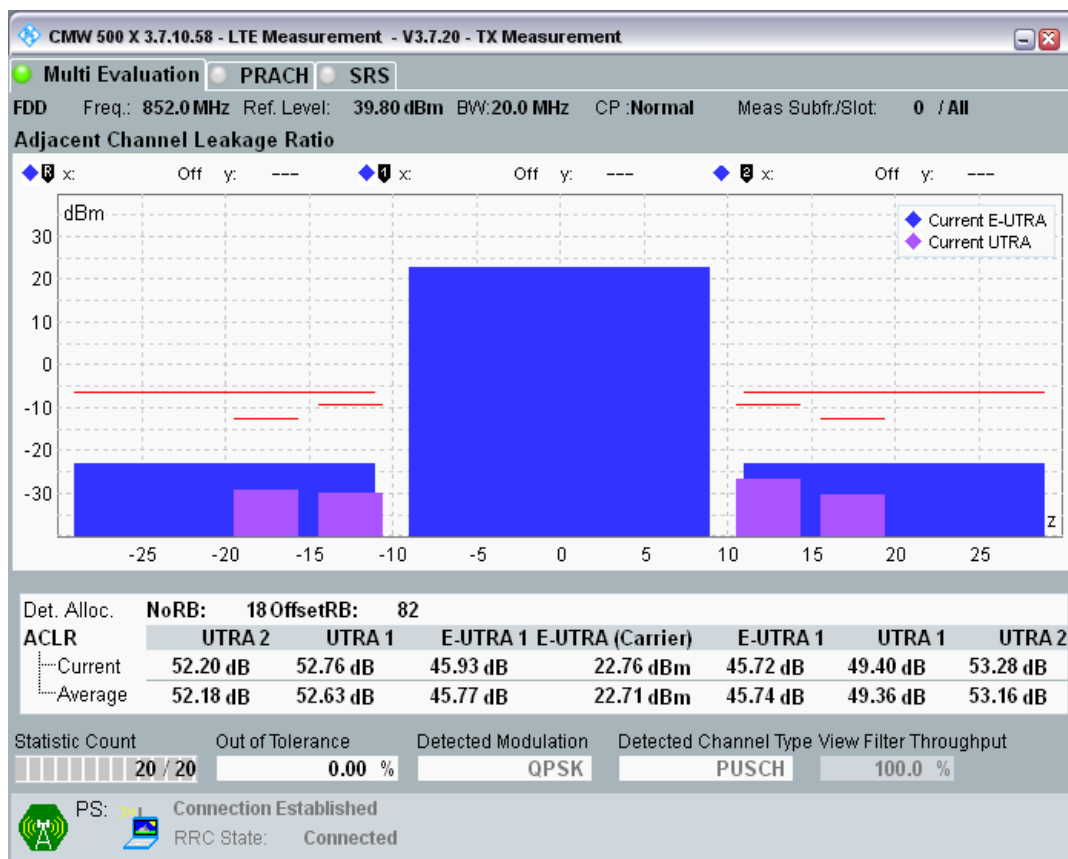 CMW 500 X 3.7.10.58 - LTE Measurement - V3.7.20 - TX Measurement
Multi Evaluation PRACH SRS
FDD Freq.: 852.0 MHz Ref. Level: 39.80 dBm BW:20.0 MHz CP :Normal Meas Subfr./Slot: 0 / All
Adjacent Channel Leakage Ratio
R x: Off y: --- 1 x: Off y: --- 2 x: Off y: ---
dBm
Current E-UTRA
Current UTRA
30
20
10
0
-10
-20
-30
z
-25 -20 -15 -10 -5 0 5 10 15 20 25
Det. Alloc. NoRB: 18 OffsetRB: 82
ACLR UTRA 2 UTRA 1 E-UTRA 1 E-UTRA (Carrier) E-UTRA 1 UTRA 1 UTRA 2
Current 52.20 dB 52.76 dB 45.93 dB 22.76 dBm 45.72 dB 49.40 dB 53.28 dB
Average 52.18 dB 52.63 dB 45.77 dB 22.71 dBm 45.74 dB 49.36 dB 53.16 dB
Statistic Count Out of Tolerance Detected Modulation Detected Channel Type View Filter Throughput
20 / 20 0.00 % QPSK PUSCH 100.0 %
PS: Connection Established
RRC State: Connected